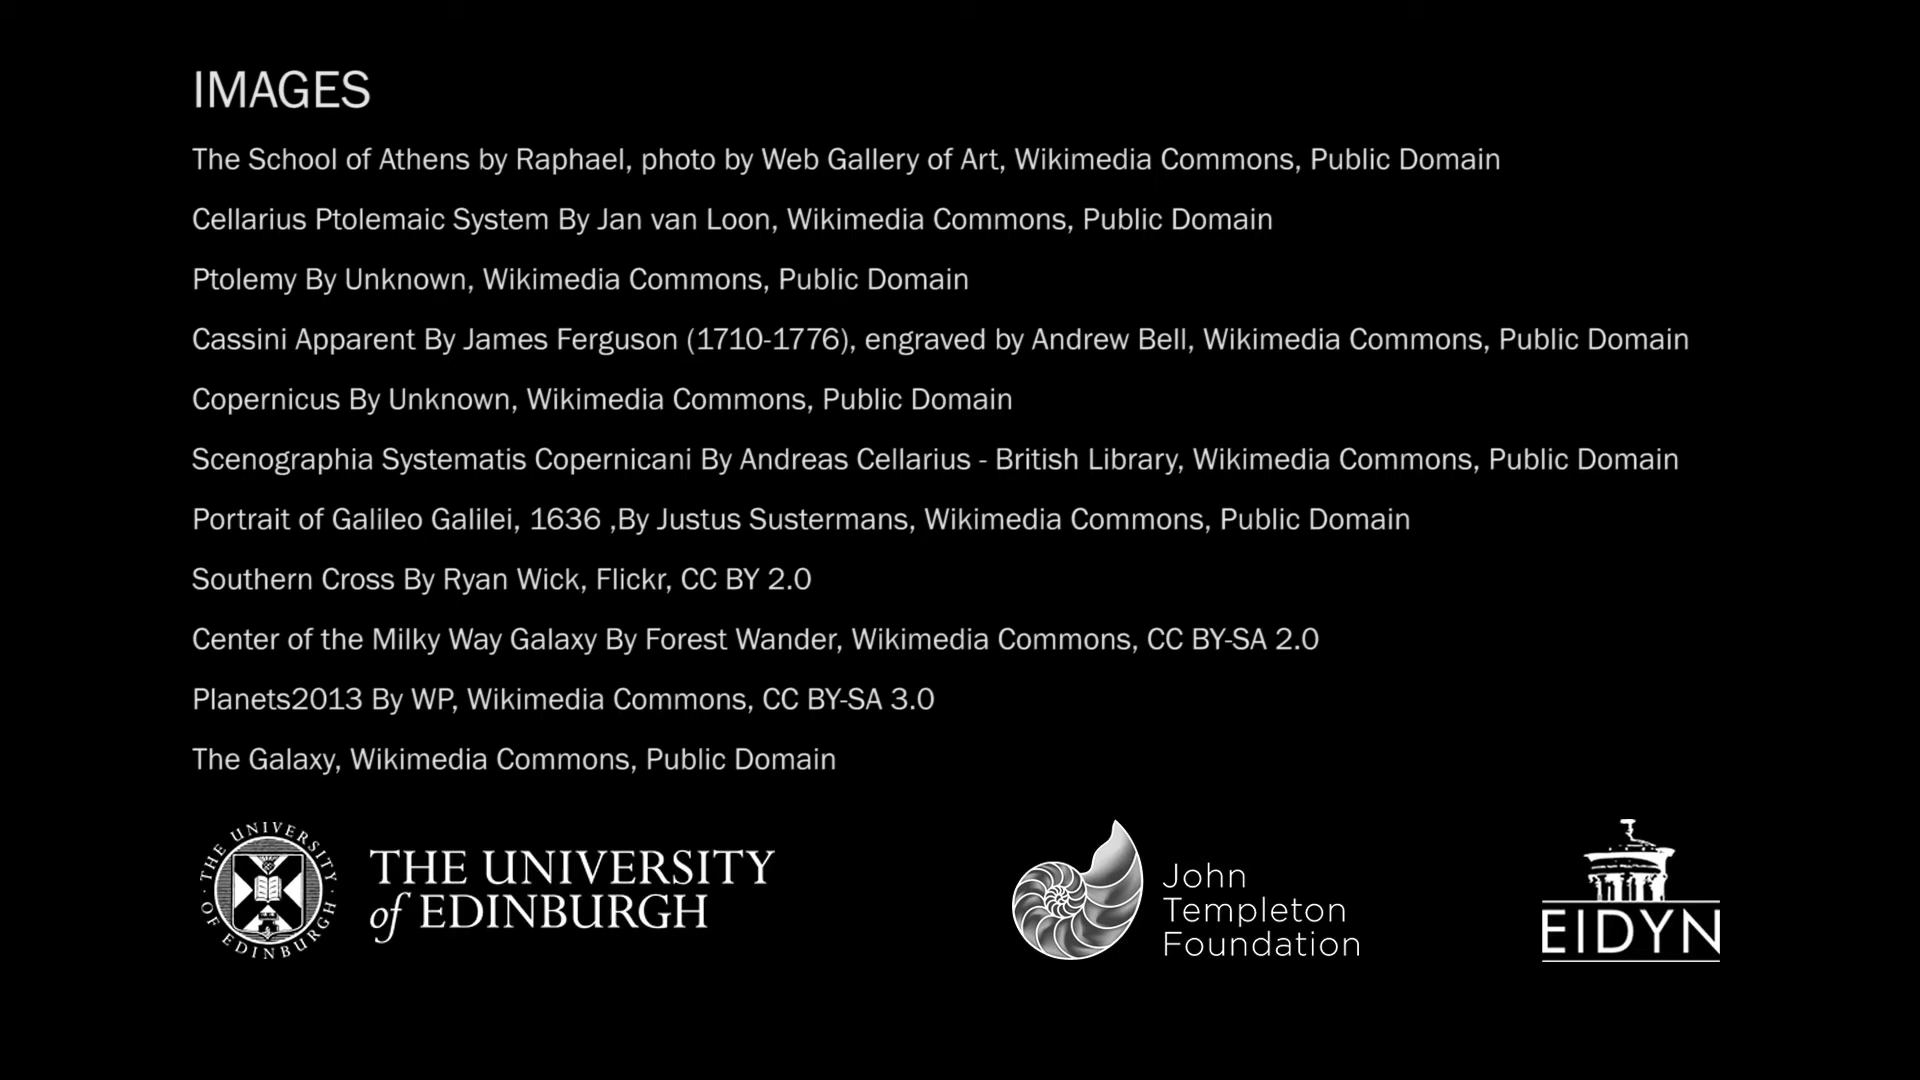 IMAGES
The School of Athens by Raphael, photo by Web Gallery of Art, Wikimedia Commons, Public Domain
Cellarius Ptolemaic System By Jan van Loon, Wikimedia Commons, Public Domain
Ptolemy By Unknown, Wikimedia Commons, Public Domain
Cassini Apparent By James Ferguson (1710-1776), engraved by Andrew Bell, Wikimedia Commons, Public Domain
Copernicus By Unknown, Wikimedia Commons, Public Domain
Scenographia Systematis Copernicani By Andreas Cellarius - British Library, Wikimedia Commons, Public Domain
Portrait of Galileo Galilei, 1636 ,By Justus Sustermans, Wikimedia Commons, Public Domain
Southern Cross By Ryan Wick, Flickr, CC BY 2.0
Center of the Milky Way Galaxy By Forest Wander, Wikimedia Commons, CC BY-SA 2.0
Planets2013 By WP, Wikimedia Commons, CC BY-SA 3.0
The Galaxy, Wikimedia Commons, Public Domain
THE UNIVERSITY OF EDINBURGH
THE UNIVERSITY
of EDINBURGH
John
Templeton
Foundation
EIDYN